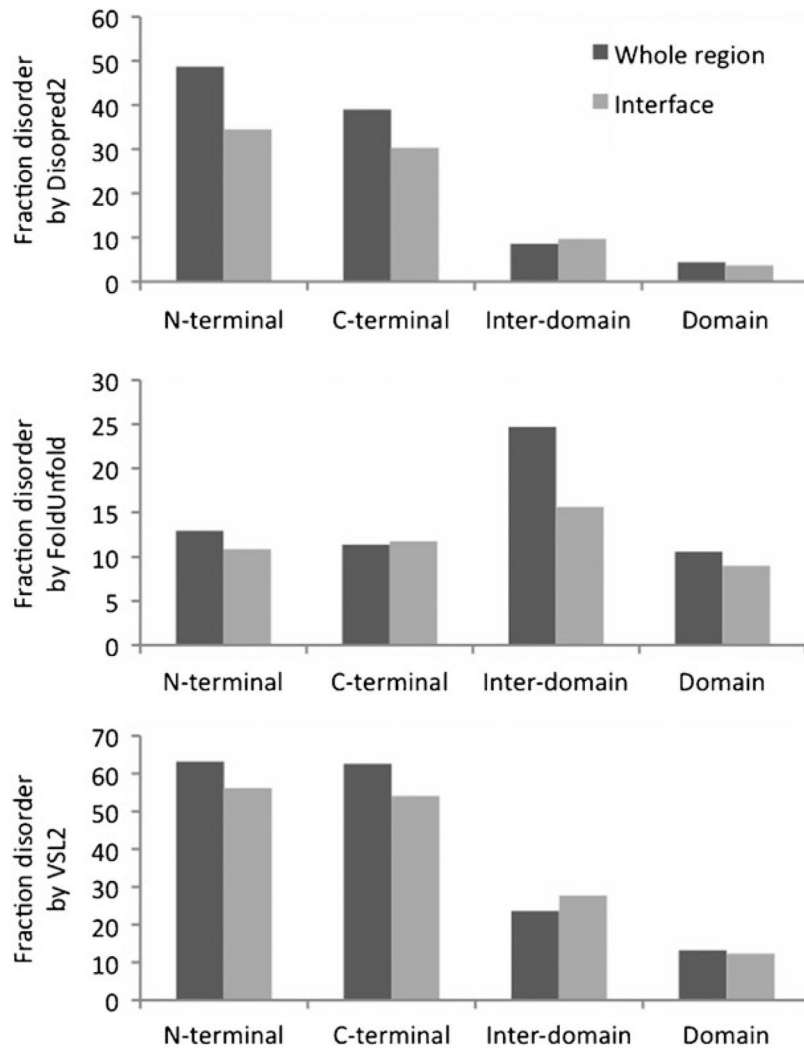 60
50
40
30
20
10
0
Fraction disorder
by Disopred2
Whole region
Interface
N-terminal C-terminal Inter-domain Domain
30
25
20
15
10
5
0
Fraction disorder
by FoldUnfold
N-terminal C-terminal Inter-domain Domain
70
60
50
40
30
20
10
0
Fraction disorder
by VSL2
N-terminal C-terminal Inter-domain Domain